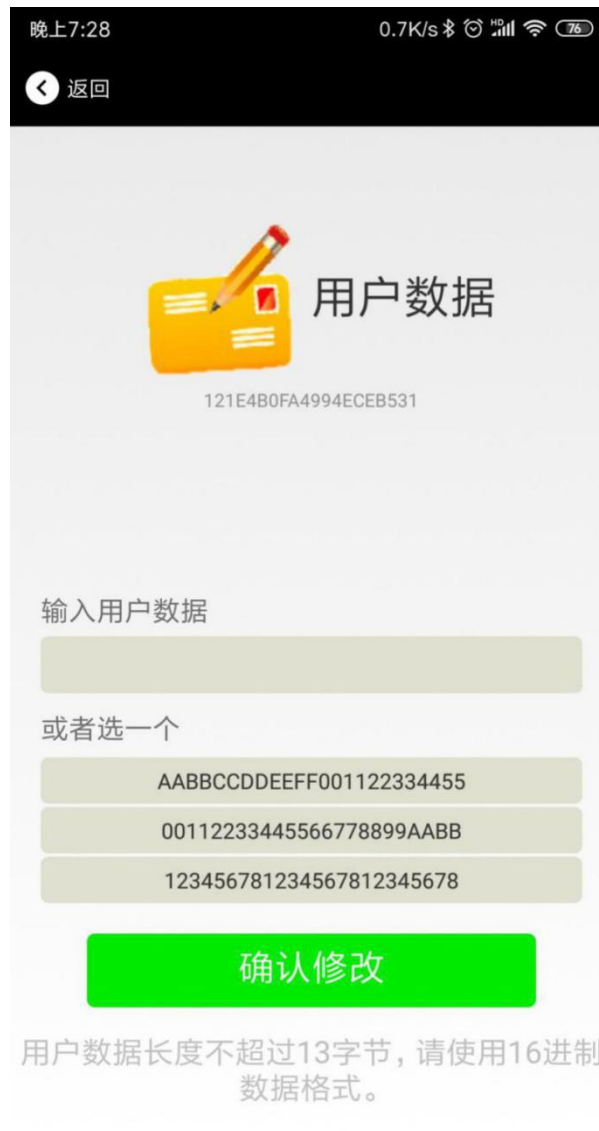 晚上7:28
0.7K/s HD 76
返回
用户数据
121E4B0FA4994ECEB531
输入用户数据
或者选一个
AABBCCDDEEFF001122334455
00112233445566778899AABB
123456781234567812345678
确认修改
用户数据长度不超过13字节，请使用16进制
数据格式。